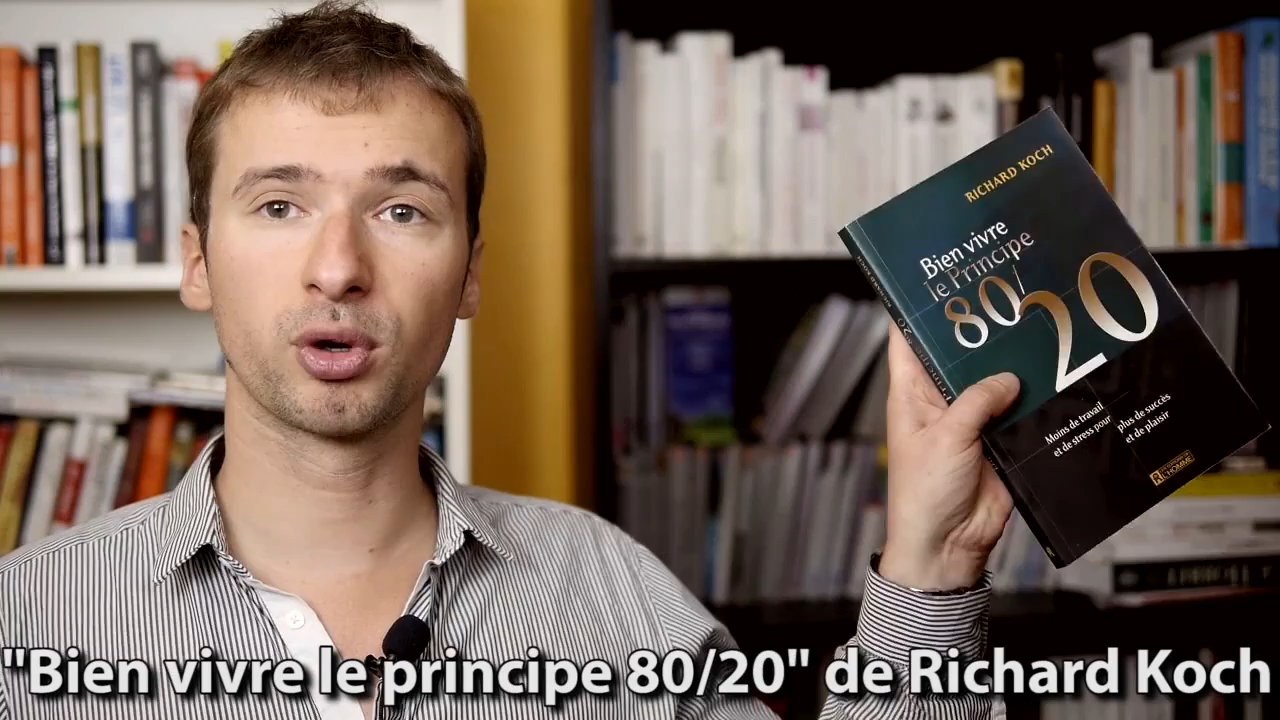 RICHARD KOCH
Bien vivre
le Principe
80/
20
Moins de travail
et de stress pour
plus de succès
et de plaisir
L'HOMME
"Bien vivre le principe 80/20" de Richard Koch